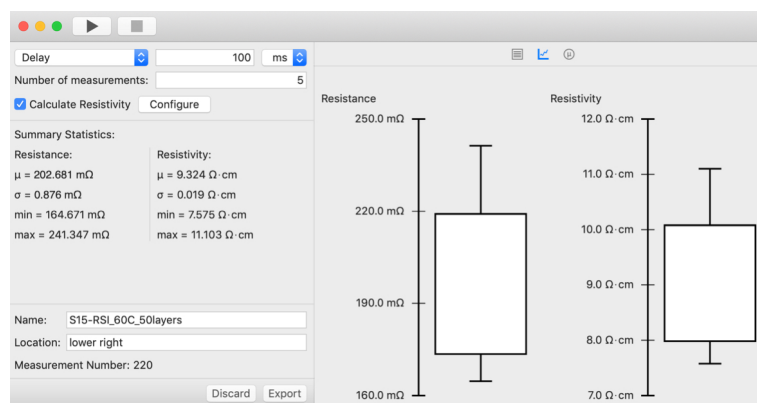 Delay 100 ms
Number of measurements: 5
Calculate Resistivity Configure
Summary Statistics:
Resistance: Resistivity:
μ = 202.681 mΩ μ = 9.324 Ω·cm
σ = 0.876 mΩ σ = 0.019 Ω·cm
min = 164.671 mΩ min = 7.575 Ω·cm
max = 241.347 mΩ max = 11.103 Ω·cm
Name: S15-RSI_60C_50layers
Location: lower right
Measurement Number: 220
Discard Export
μ
Resistance
250.0 mΩ
220.0 mΩ
190.0 mΩ
160.0 mΩ
Resistivity
12.0 Ω·cm
11.0 Ω·cm
10.0 Ω·cm
9.0 Ω·cm
8.0 Ω·cm
7.0 Ω·cm